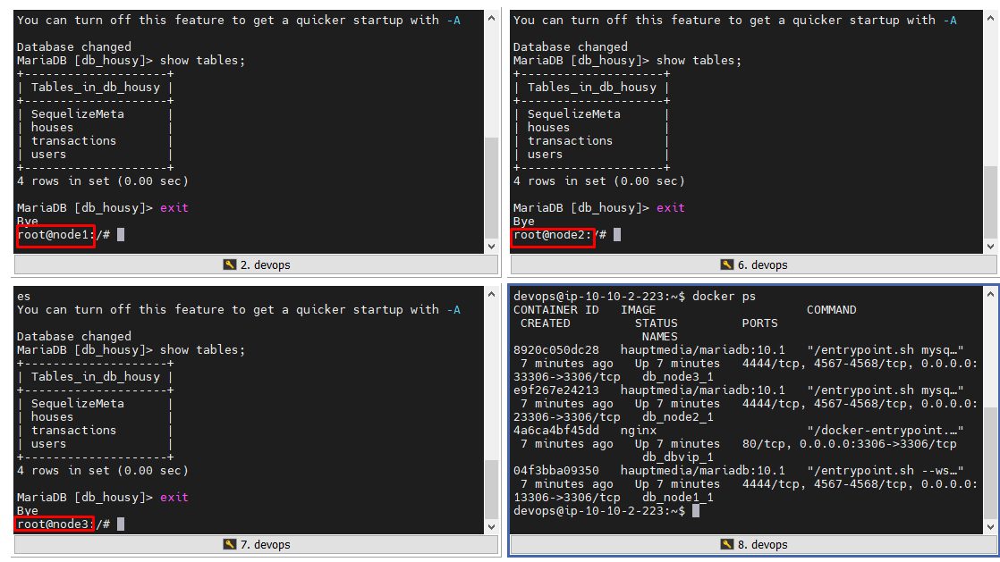 You can turn off this feature to get a quicker startup with -A
Database changed
MariaDB [db_housy]> show tables;
+--------------------+
| Tables_in_db_housy |
+--------------------+
| SequelizeMeta      |
| houses             |
| transactions       |
| users              |
+--------------------+
4 rows in set (0.00 sec)
MariaDB [db_housy]> exit
Bye
root@node1:/#
2. devops
You can turn off this feature to get a quicker startup with -A
Database changed
MariaDB [db_housy]> show tables;
+--------------------+
| Tables_in_db_housy |
+--------------------+
| SequelizeMeta      |
| houses             |
| transactions       |
| users              |
+--------------------+
4 rows in set (0.00 sec)
MariaDB [db_housy]> exit
Bye
root@node2:/#
6. devops
es
You can turn off this feature to get a quicker startup with -A
Database changed
MariaDB [db_housy]> show tables;
+--------------------+
| Tables_in_db_housy |
+--------------------+
| SequelizeMeta      |
| houses             |
| transactions       |
| users              |
+--------------------+
4 rows in set (0.00 sec)
MariaDB [db_housy]> exit
Bye
root@node3:/#
7. devops
devops@ip-10-10-2-223:~$ docker ps
CONTAINER ID   IMAGE                     COMMAND
 CREATED         STATUS         PORTS
                  NAMES
8920c050dc28   hauptmedia/mariadb:10.1   "/entrypoint.sh mysq…"
 7 minutes ago   Up 7 minutes   4444/tcp, 4567-4568/tcp, 0.0.0.0:
33306->3306/tcp   db_node3_1
e9f267e24213   hauptmedia/mariadb:10.1   "/entrypoint.sh mysq…"
 7 minutes ago   Up 7 minutes   4444/tcp, 4567-4568/tcp, 0.0.0.0:
23306->3306/tcp   db_node2_1
4a6ca4bf45dd   nginx                     "/docker-entrypoint.…"
 7 minutes ago   Up 7 minutes   80/tcp, 0.0.0.0:3306->3306/tcp
                  db_dbvip_1
04f3bba09350   hauptmedia/mariadb:10.1   "/entrypoint.sh --ws…"
 7 minutes ago   Up 7 minutes   4444/tcp, 4567-4568/tcp, 0.0.0.0:
13306->3306/tcp   db_node1_1
devops@ip-10-10-2-223:~$
8. devops